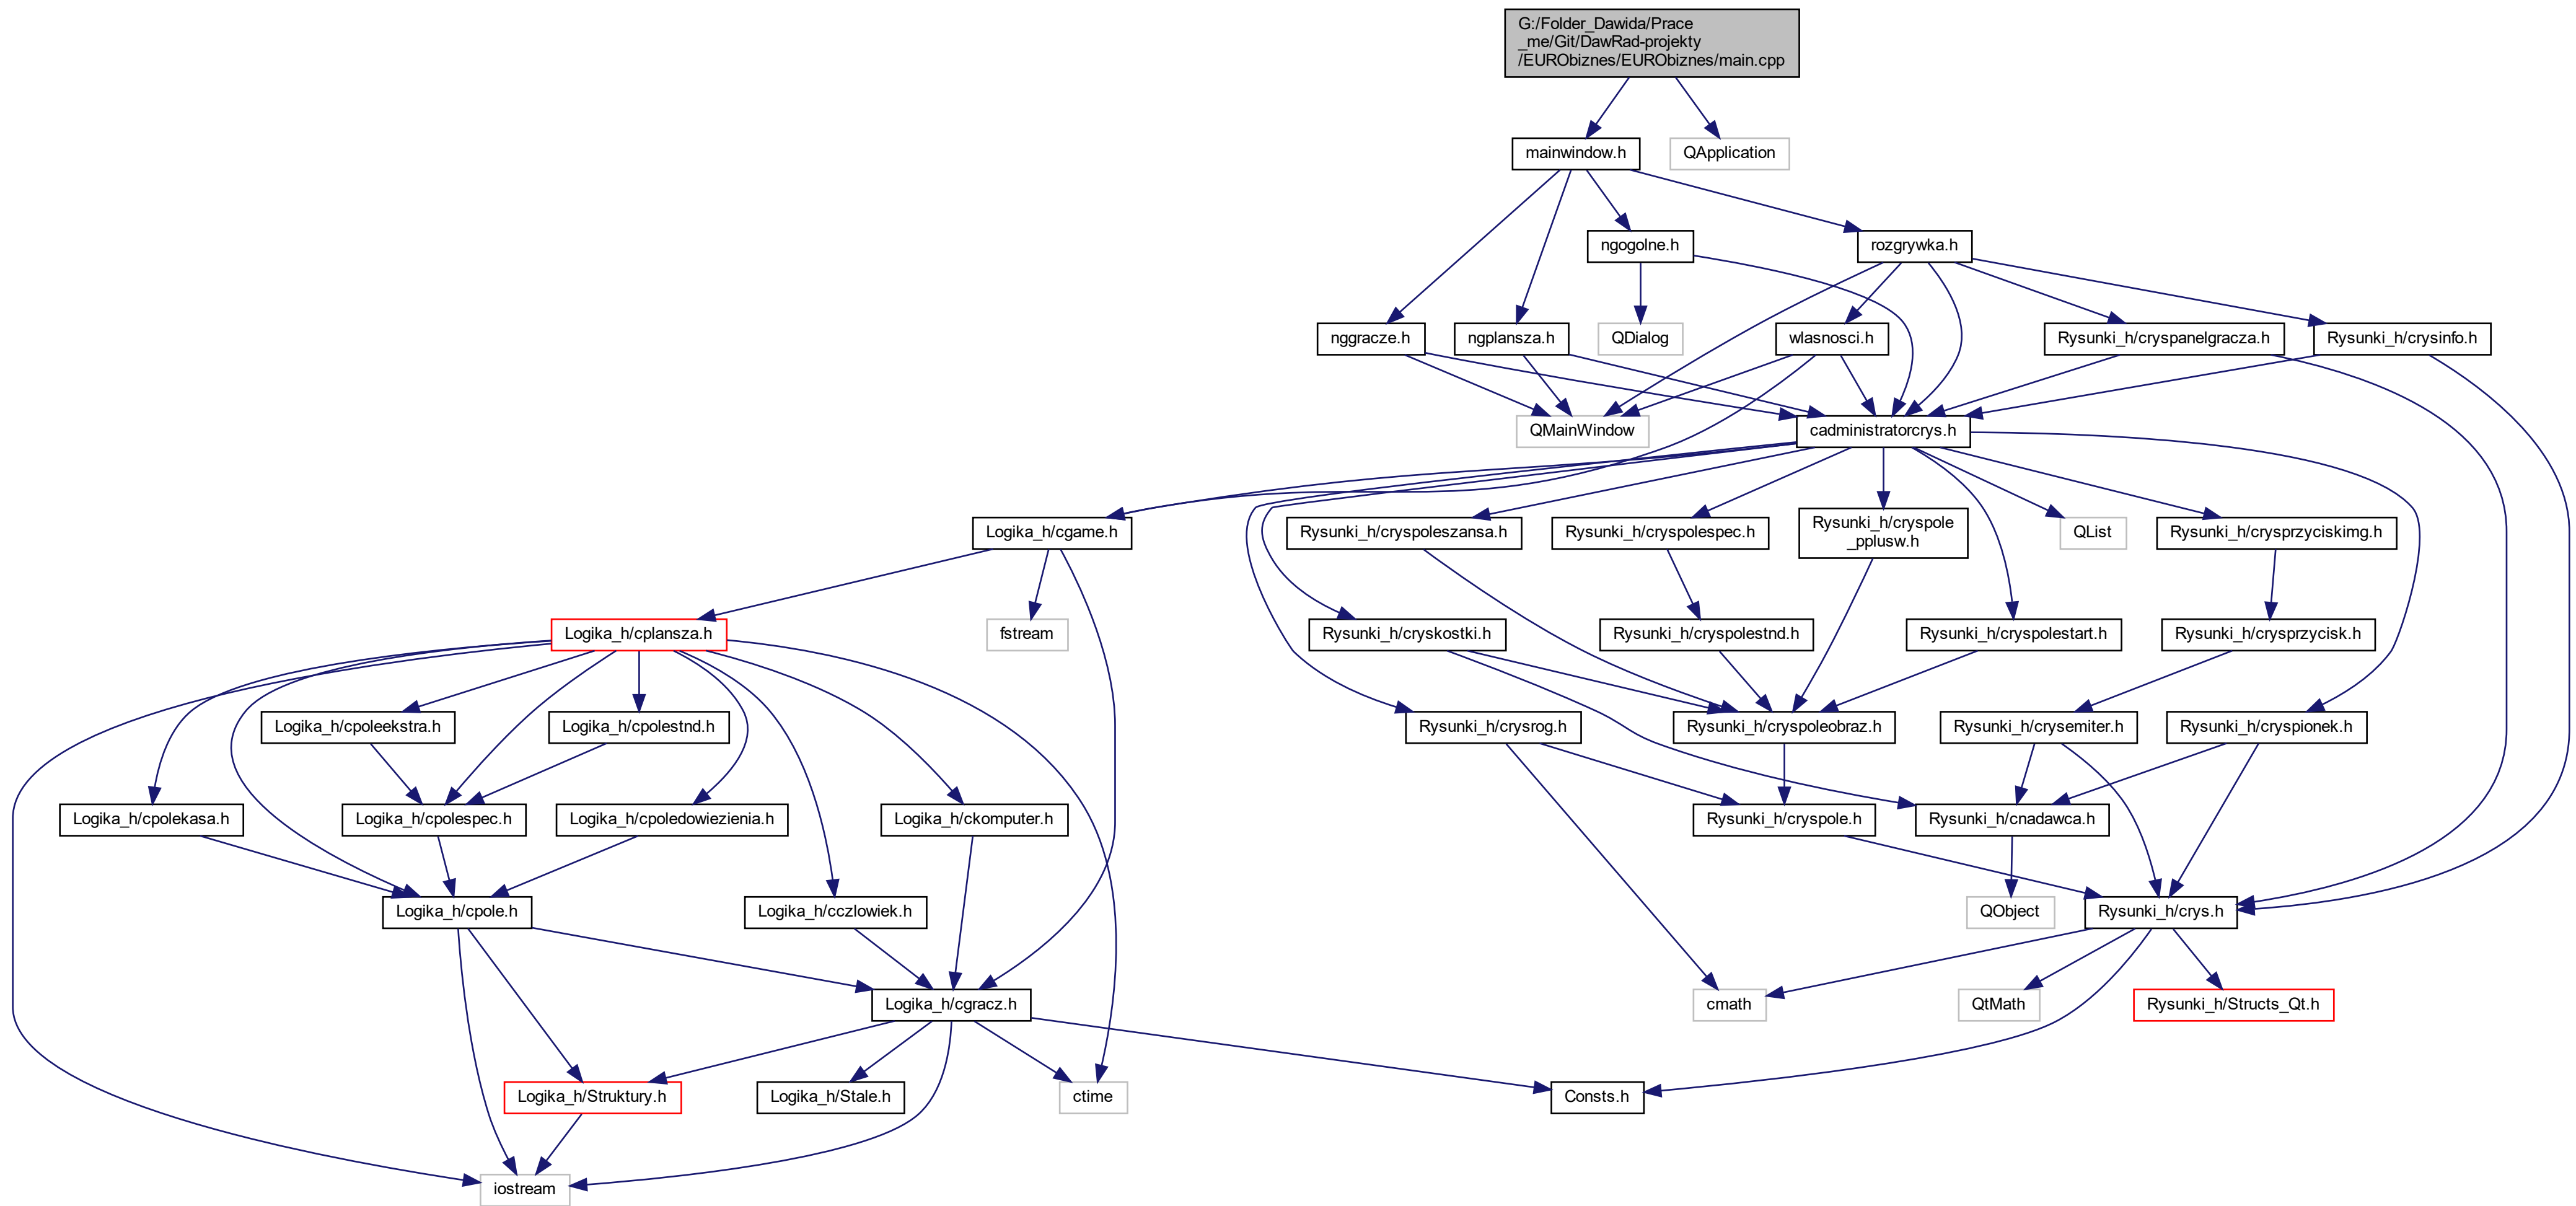 G:/Folder_Dawida/Prace
_me/Git/DawRad-projekty
/EURObiznes/EURObiznes/main.cpp
mainwindow.h
QApplication
ngogolne.h
rozgrywka.h
nggracze.h
ngplansza.h
QDialog
wlasnosci.h
Rysunki_h/cryspanelgracza.h
Rysunki_h/crysinfo.h
QMainWindow
cadministratorcrys.h
Logika_h/cgame.h
Rysunki_h/cryspoleszansa.h
Rysunki_h/cryspolespec.h
Rysunki_h/cryspole
_pplusw.h
QList
Rysunki_h/crysprzyciskimg.h
Logika_h/cplansza.h
fstream
Rysunki_h/cryskostki.h
Rysunki_h/cryspolestnd.h
Rysunki_h/cryspolestart.h
Rysunki_h/crysprzycisk.h
Logika_h/cpoleekstra.h
Logika_h/cpolestnd.h
Rysunki_h/crysrog.h
Rysunki_h/cryspoleobraz.h
Rysunki_h/crysemiter.h
Rysunki_h/cryspionek.h
Logika_h/cpolekasa.h
Logika_h/cpolespec.h
Logika_h/cpoledowiezienia.h
Logika_h/ckomputer.h
Rysunki_h/cryspole.h
Rysunki_h/cnadawca.h
Logika_h/cpole.h
Logika_h/cczlowiek.h
QObject
Rysunki_h/crys.h
Logika_h/cgracz.h
cmath
QtMath
Rysunki_h/Structs_Qt.h
Logika_h/Struktury.h
Logika_h/Stale.h
ctime
Consts.h
iostream